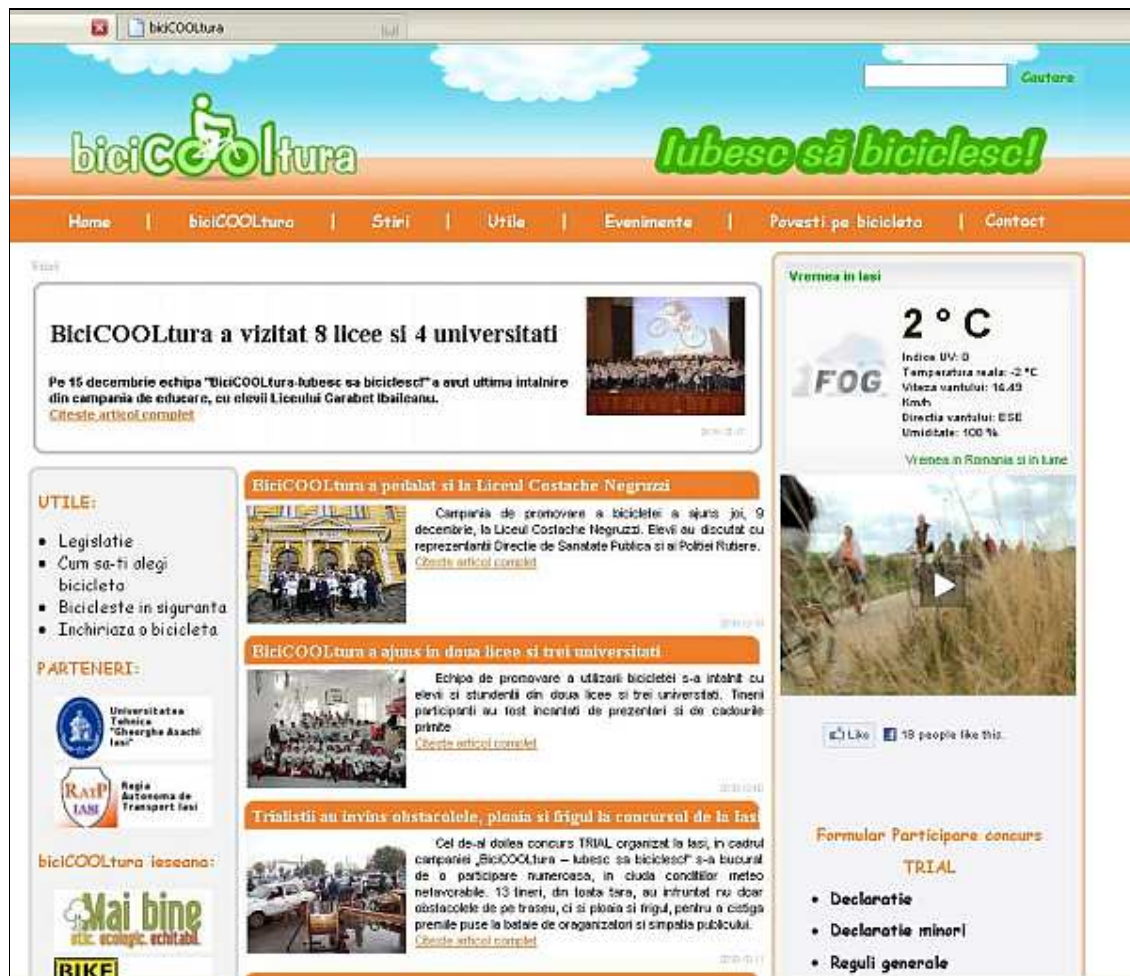 biciCOOLtura
Cautare
biciCOOltura
Iubesc să biciclesc!
Home | biciCOOLtura | Stiri | Utile | Evenimente | Povesti pe bicicleta | Contact
BiciCOOLtura a vizitat 8 licee si 4 universitati
Pe 15 decembrie echipa "BiciCOOLtura-Iubesc sa biciclesc!" a avut ultima intalnire
din campania de educare, cu elevii Liceului Garabet Ibaileanu.
Citeste articol complet
UTILE:
• Legislatie
• Cum sa-ti alegi
bicicleta
• Bicicleste in siguranta
• Inchiriaza o bicicleta
PARTENERI:
Universitatea
Tehnica
"Gheorghe Asachi
Iasi"
RATP
IASI
Regia
Autonoma de
Transport Iasi
biciCOOLtura ieseana:
Mai bine
etic. ecologic. echitabil.
BIKE
BiciCOOLtura a pedalat si la Liceul Costache Negruzzi
Campania de promovare a bicicletei a ajuns joi, 9
decembrie, la Liceul Costache Negruzzi. Elevii au discutat cu
reprezentantii Directie de Sanatate Publica si ai Politiei Rutiere.
Citeste articol complet
BiciCOOLtura a ajuns in doua licee si trei universitati
Echipa de promovare a utilizarii bicicletei s-a intalnit cu
elevii si stundentii din doua licee si trei universitati. Tinerii
participanti au fost incantati de prezentari si de cadourile
primite
Citeste articol complet
Trialistii au invins obstacolele, ploaia si frigul la concursul de la Iasi
Cel de-al doilea concurs TRIAL organizat la Iasi, in cadrul
campaniei „BiciCOOLtura – Iubesc sa biciclesc!" s-a bucurat
de o participare numeroasa, in ciuda conditiilor meteo
nefavorabile. 13 tineri, din toata tara, au infruntat nu doar
obstacolele de pe traseu, ci si ploaia si frigul, pentru a cistiga
premiile puse la bataie de oraganizatori si simpatia publicului.
Citeste articol complet
Vremea in Iasi
FOG
2 ° C
Indice UV: 0
Temperatura reala: -2 °C
Viteza vantului: 16.49
Km/h
Directia vantului: ESE
Umiditate: 100 %
Vremea in Romania si in lume
Like
18 people like this.
Formular Participare concurs
TRIAL
• Declaratie
• Declaratie minori
• Reguli generale